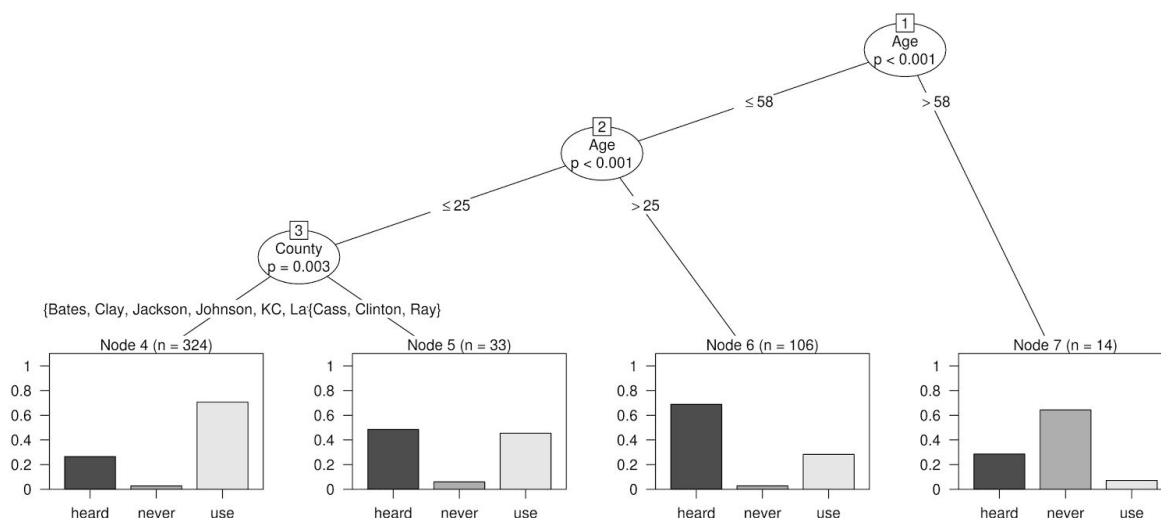 1
Age
p < 0.001
≤ 58
> 58
2
Age
p < 0.001
≤ 25
> 25
3
County
p = 0.003
{Bates, Clay, Jackson, Johnson, KC, La{Cass, Clinton, Ray}
Node 4 (n = 324)
1
0.8
0.6
0.4
0.2
0
heard never use
Node 5 (n = 33)
1
0.8
0.6
0.4
0.2
0
heard never use
Node 6 (n = 106)
1
0.8
0.6
0.4
0.2
0
heard never use
Node 7 (n = 14)
1
0.8
0.6
0.4
0.2
0
heard never use